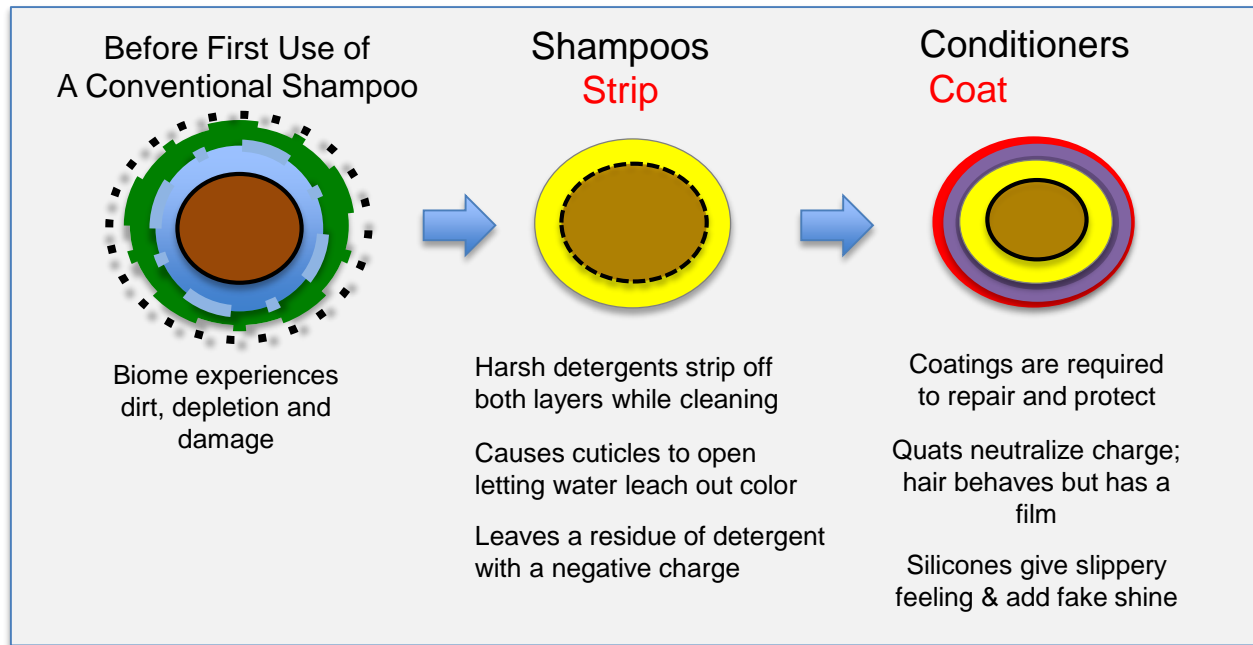 Before First Use of
A Conventional Shampoo
Biome experiences
dirt, depletion and
damage
Shampoos
Strip
Harsh detergents strip off
both layers while cleaning
Causes cuticles to open
letting water leach out color
Leaves a residue of detergent
with a negative charge
Conditioners
Coat
Coatings are required
to repair and protect
Quats neutralize charge;
hair behaves but has a
film
Silicones give slippery
feeling & add fake shine